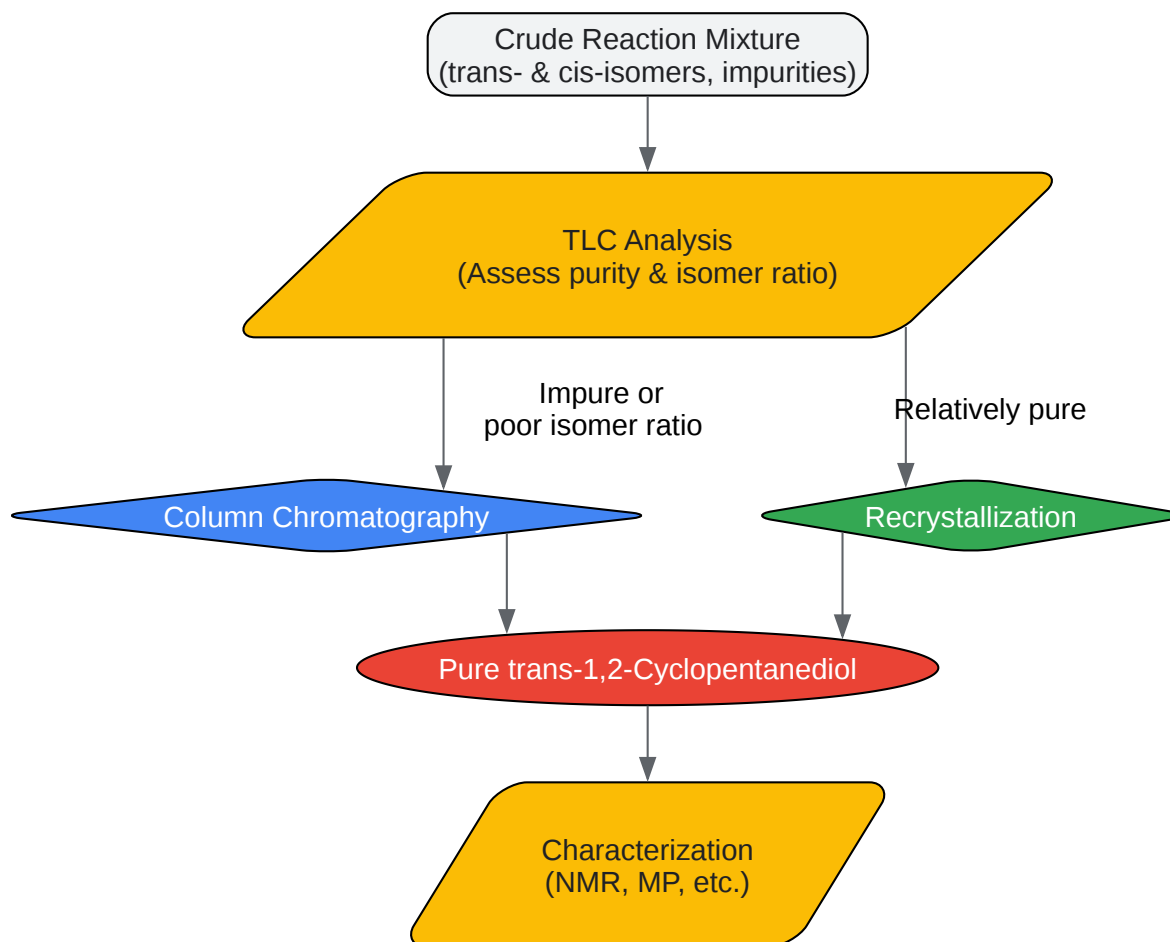 Crude Reaction Mixture
(trans- & cis-isomers, impurities)
TLC Analysis
(Assess purity & isomer ratio)
Impure or
poor isomer ratio
Relatively pure
Column Chromatography
Recrystallization
Pure trans-1,2-Cyclopentanediol
Characterization
(NMR, MP, etc.)